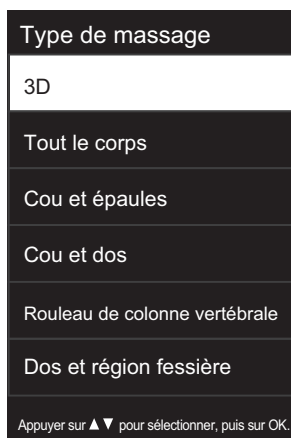 Type de massage
3D
Tout le corps
Cou et épaules
Cou et dos
Rouleau de colonne vertébrale
Dos et région fessière
Appuyer sur ▲▼ pour sélectionner, puis sur OK.